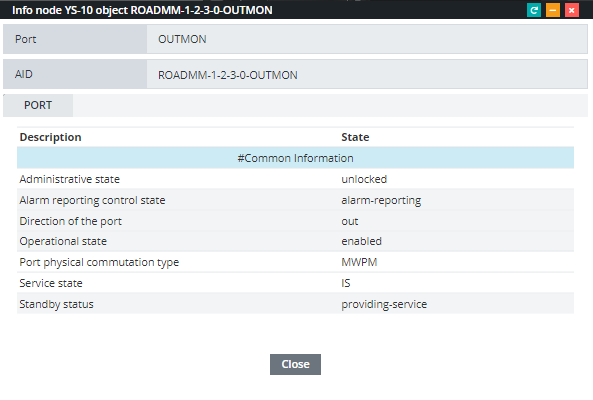 Info node YS-10 object ROADMM-1-2-3-0-OUTMON
Port OUTMON
AID ROADMM-1-2-3-0-OUTMON
PORT
Description State
#Common Information
Administrative state unlocked
Alarm reporting control state alarm-reporting
Direction of the port out
Operational state enabled
Port physical commutation type MWPM
Service state IS
Standby status providing-service
Close